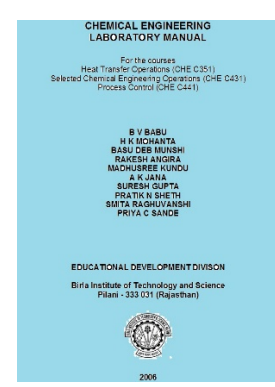 CHEMICAL ENGINEERING
LABORATORY MANUAL
For the courses
Heat Transfer Operations (CHE C351)
Selected Chemical Engineering Operations (CHE C431)
Process Control (CHE C441)
B V BABU
H K MOHANTA
BASU DEB MUNSHI
RAKESH ANGIRA
MADHUSREE KUNDU
A K JANA
SURESH GUPTA
PRATIK N SHETH
SMITA RAGHUVANSHI
PRIYA C SANDE
EDUCATIONAL DEVELOPMENT DIVISON
Birla Institute of Technology and Science
Pilani - 333 031 (Rajasthan)
2006